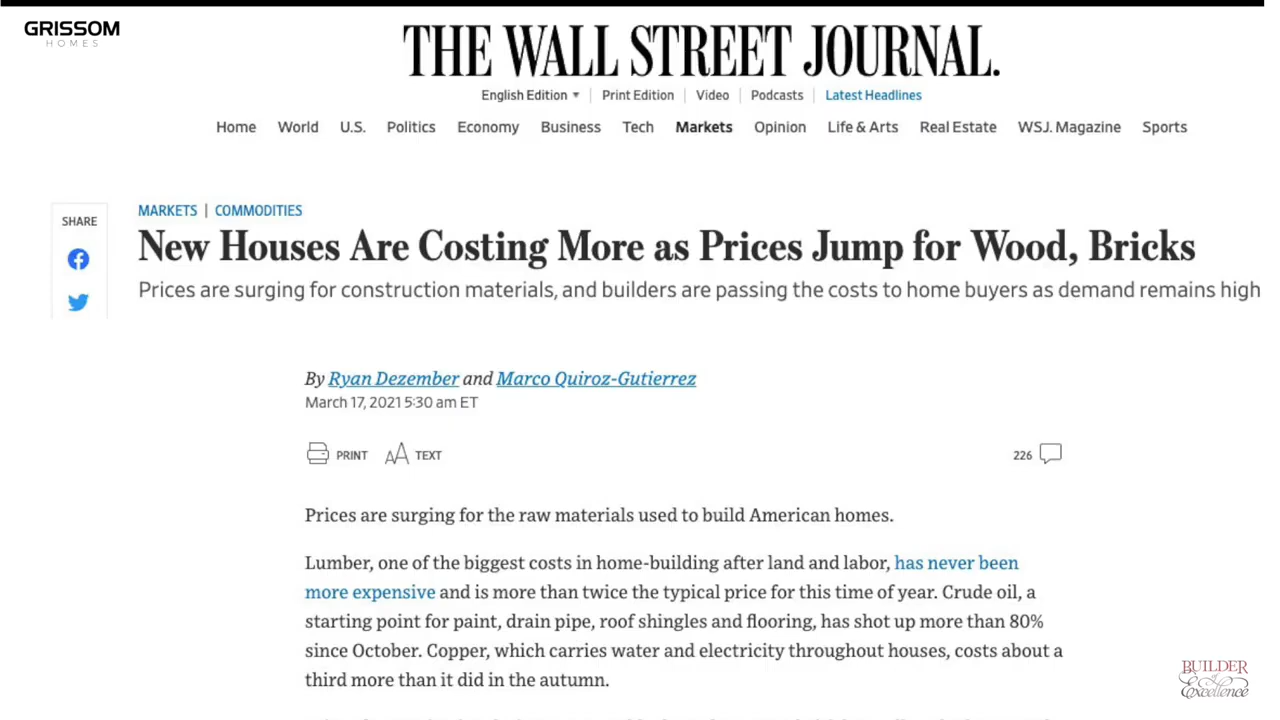 GRISSOM
HOMES
THE WALL STREET JOURNAL.
English Edition ▼ | Print Edition | Video | Podcasts | Latest Headlines
Home World U.S. Politics Economy Business Tech Markets Opinion Life & Arts Real Estate WSJ. Magazine Sports
SHARE
MARKETS | COMMODITIES
New Houses Are Costing More as Prices Jump for Wood, Bricks
Prices are surging for construction materials, and builders are passing the costs to home buyers as demand remains high
By Ryan Dezember and Marco Quiroz-Gutierrez
March 17, 2021 5:30 am ET
PRINT AA TEXT
226
Prices are surging for the raw materials used to build American homes.
Lumber, one of the biggest costs in home-building after land and labor, has never been
more expensive and is more than twice the typical price for this time of year. Crude oil, a
starting point for paint, drain pipe, roof shingles and flooring, has shot up more than 80%
since October. Copper, which carries water and electricity throughout houses, costs about a
third more than it did in the autumn.
BUILDER
of
Excellence